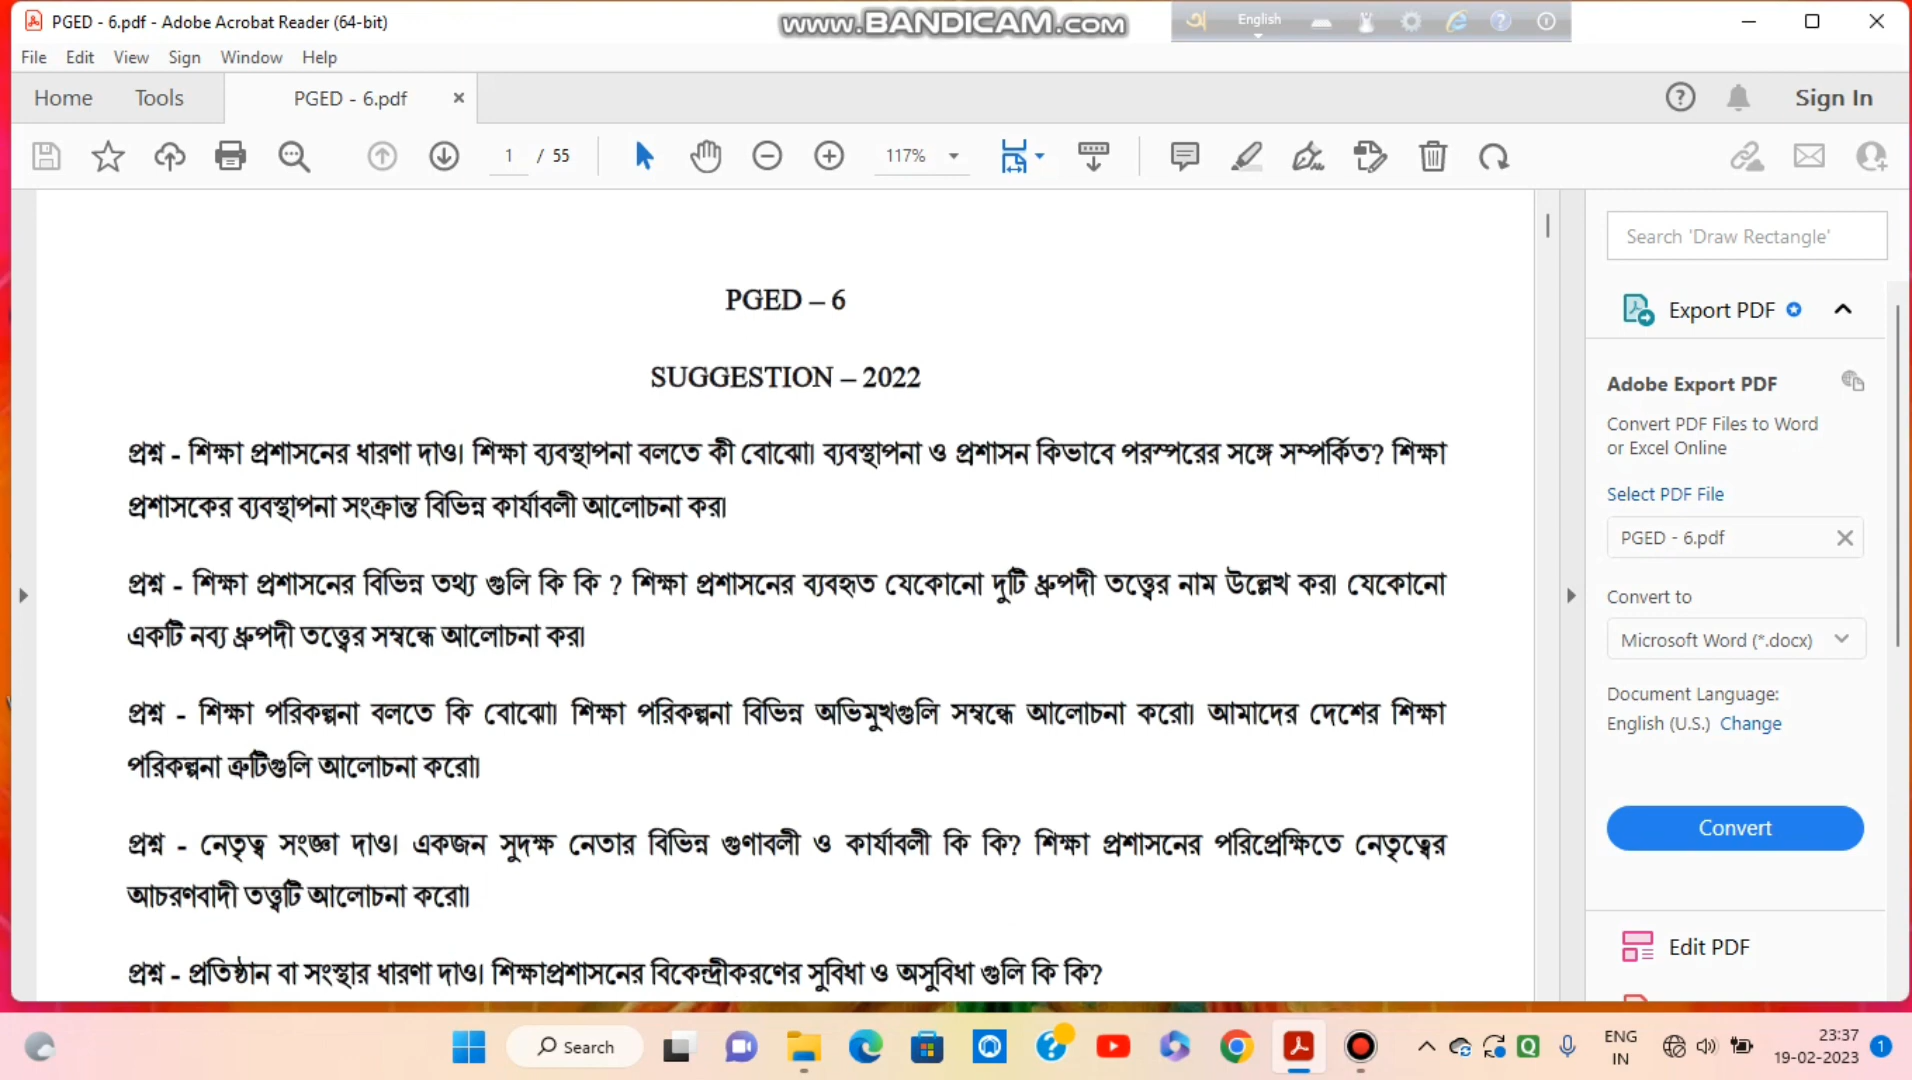 PGED - 6.pdf - Adobe Acrobat Reader (64-bit)
www.BANDICAM.com
English
File Edit View Sign Window Help
Home Tools PGED - 6.pdf
Sign In
1 / 55
117%
PGED – 6
SUGGESTION – 2022
প্রশ্ন - শিক্ষা প্রশাসনের ধারণা দাও। শিক্ষা ব্যবস্থাপনা বলতে কী বোঝো। ব্যবস্থাপনা ও প্রশাসন কিভাবে পরস্পরের সঙ্গে সম্পর্কিত? শিক্ষা
প্রশাসকের ব্যবস্থাপনা সংক্রান্ত বিভিন্ন কার্যাবলী আলোচনা কর।
প্রশ্ন - শিক্ষা প্রশাসনের বিভিন্ন তথ্য গুলি কি কি ? শিক্ষা প্রশাসনের ব্যবহৃত যেকোনো দুটি ধ্রুপদী তত্ত্বের নাম উল্লেখ কর। যেকোনো
একটি নব্য ধ্রুপদী তত্ত্বের সম্বন্ধে আলোচনা কর।
প্রশ্ন - শিক্ষা পরিকল্পনা বলতে কি বোঝো। শিক্ষা পরিকল্পনা বিভিন্ন অভিমুখগুলি সম্বন্ধে আলোচনা করো। আমাদের দেশের শিক্ষা
পরিকল্পনা ত্রুটিগুলি আলোচনা করো।
প্রশ্ন - নেতৃত্ব সংজ্ঞা দাও। একজন সুদক্ষ নেতার বিভিন্ন গুণাবলী ও কার্যাবলী কি কি? শিক্ষা প্রশাসনের পরিপ্রেক্ষিতে নেতৃত্বের
আচরণবাদী তত্ত্বটি আলোচনা করো।
প্রশ্ন - প্রতিষ্ঠান বা সংস্থার ধারণা দাও। শিক্ষাপ্রশাসনের বিকেন্দ্রীকরণের সুবিধা ও অসুবিধা গুলি কি কি?
Search 'Draw Rectangle'
Export PDF
Adobe Export PDF
Convert PDF Files to Word
or Excel Online
Select PDF File
PGED - 6.pdf
Convert to
Microsoft Word (*.docx)
Document Language:
English (U.S.) Change
Convert
Edit PDF
Search
ENG
IN
23:37
19-02-2023
1